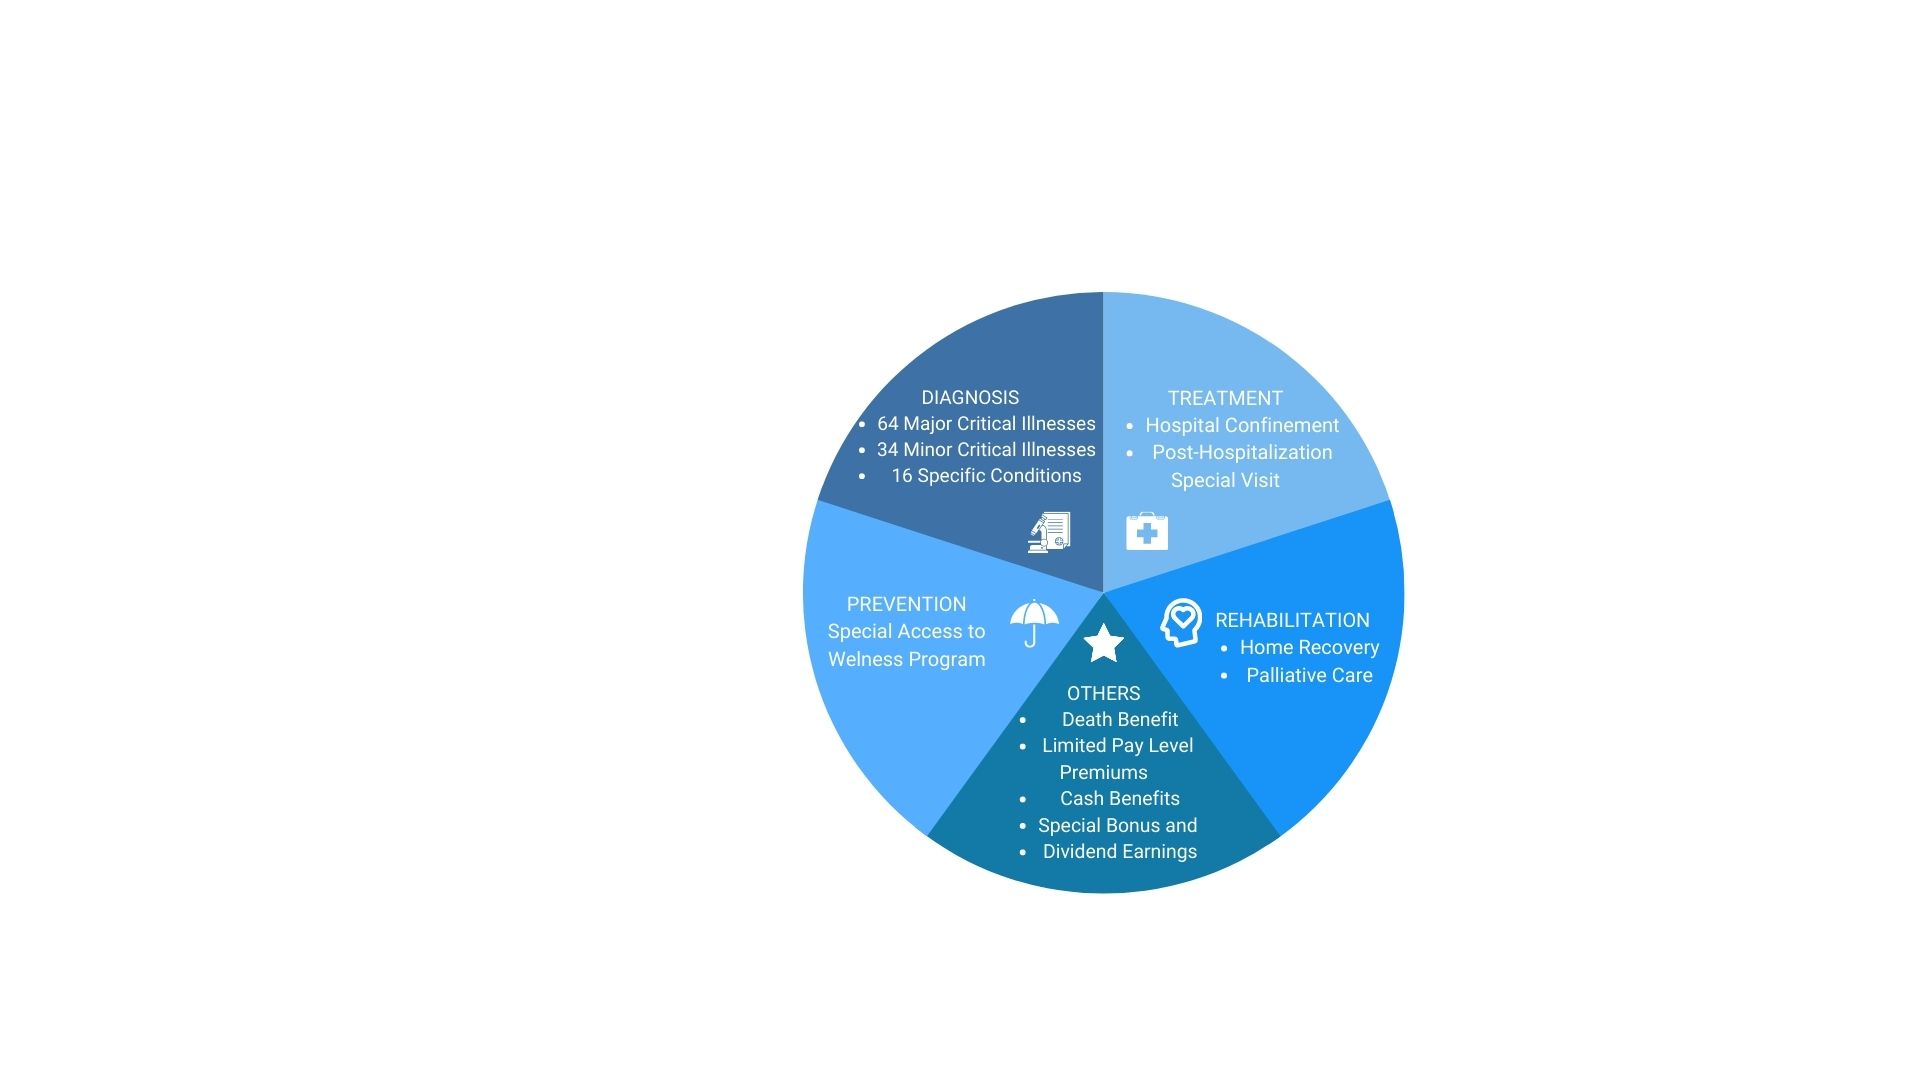 DIAGNOSIS
• 64 Major Critical Illnesses
• 34 Minor Critical Illnesses
• 16 Specific Conditions
TREATMENT
• Hospital Confinement
• Post-Hospitalization
Special Visit
PREVENTION
Special Access to
Welness Program
REHABILITATION
• Home Recovery
• Palliative Care
OTHERS
• Death Benefit
• Limited Pay Level
Premiums
• Cash Benefits
• Special Bonus and
• Dividend Earnings